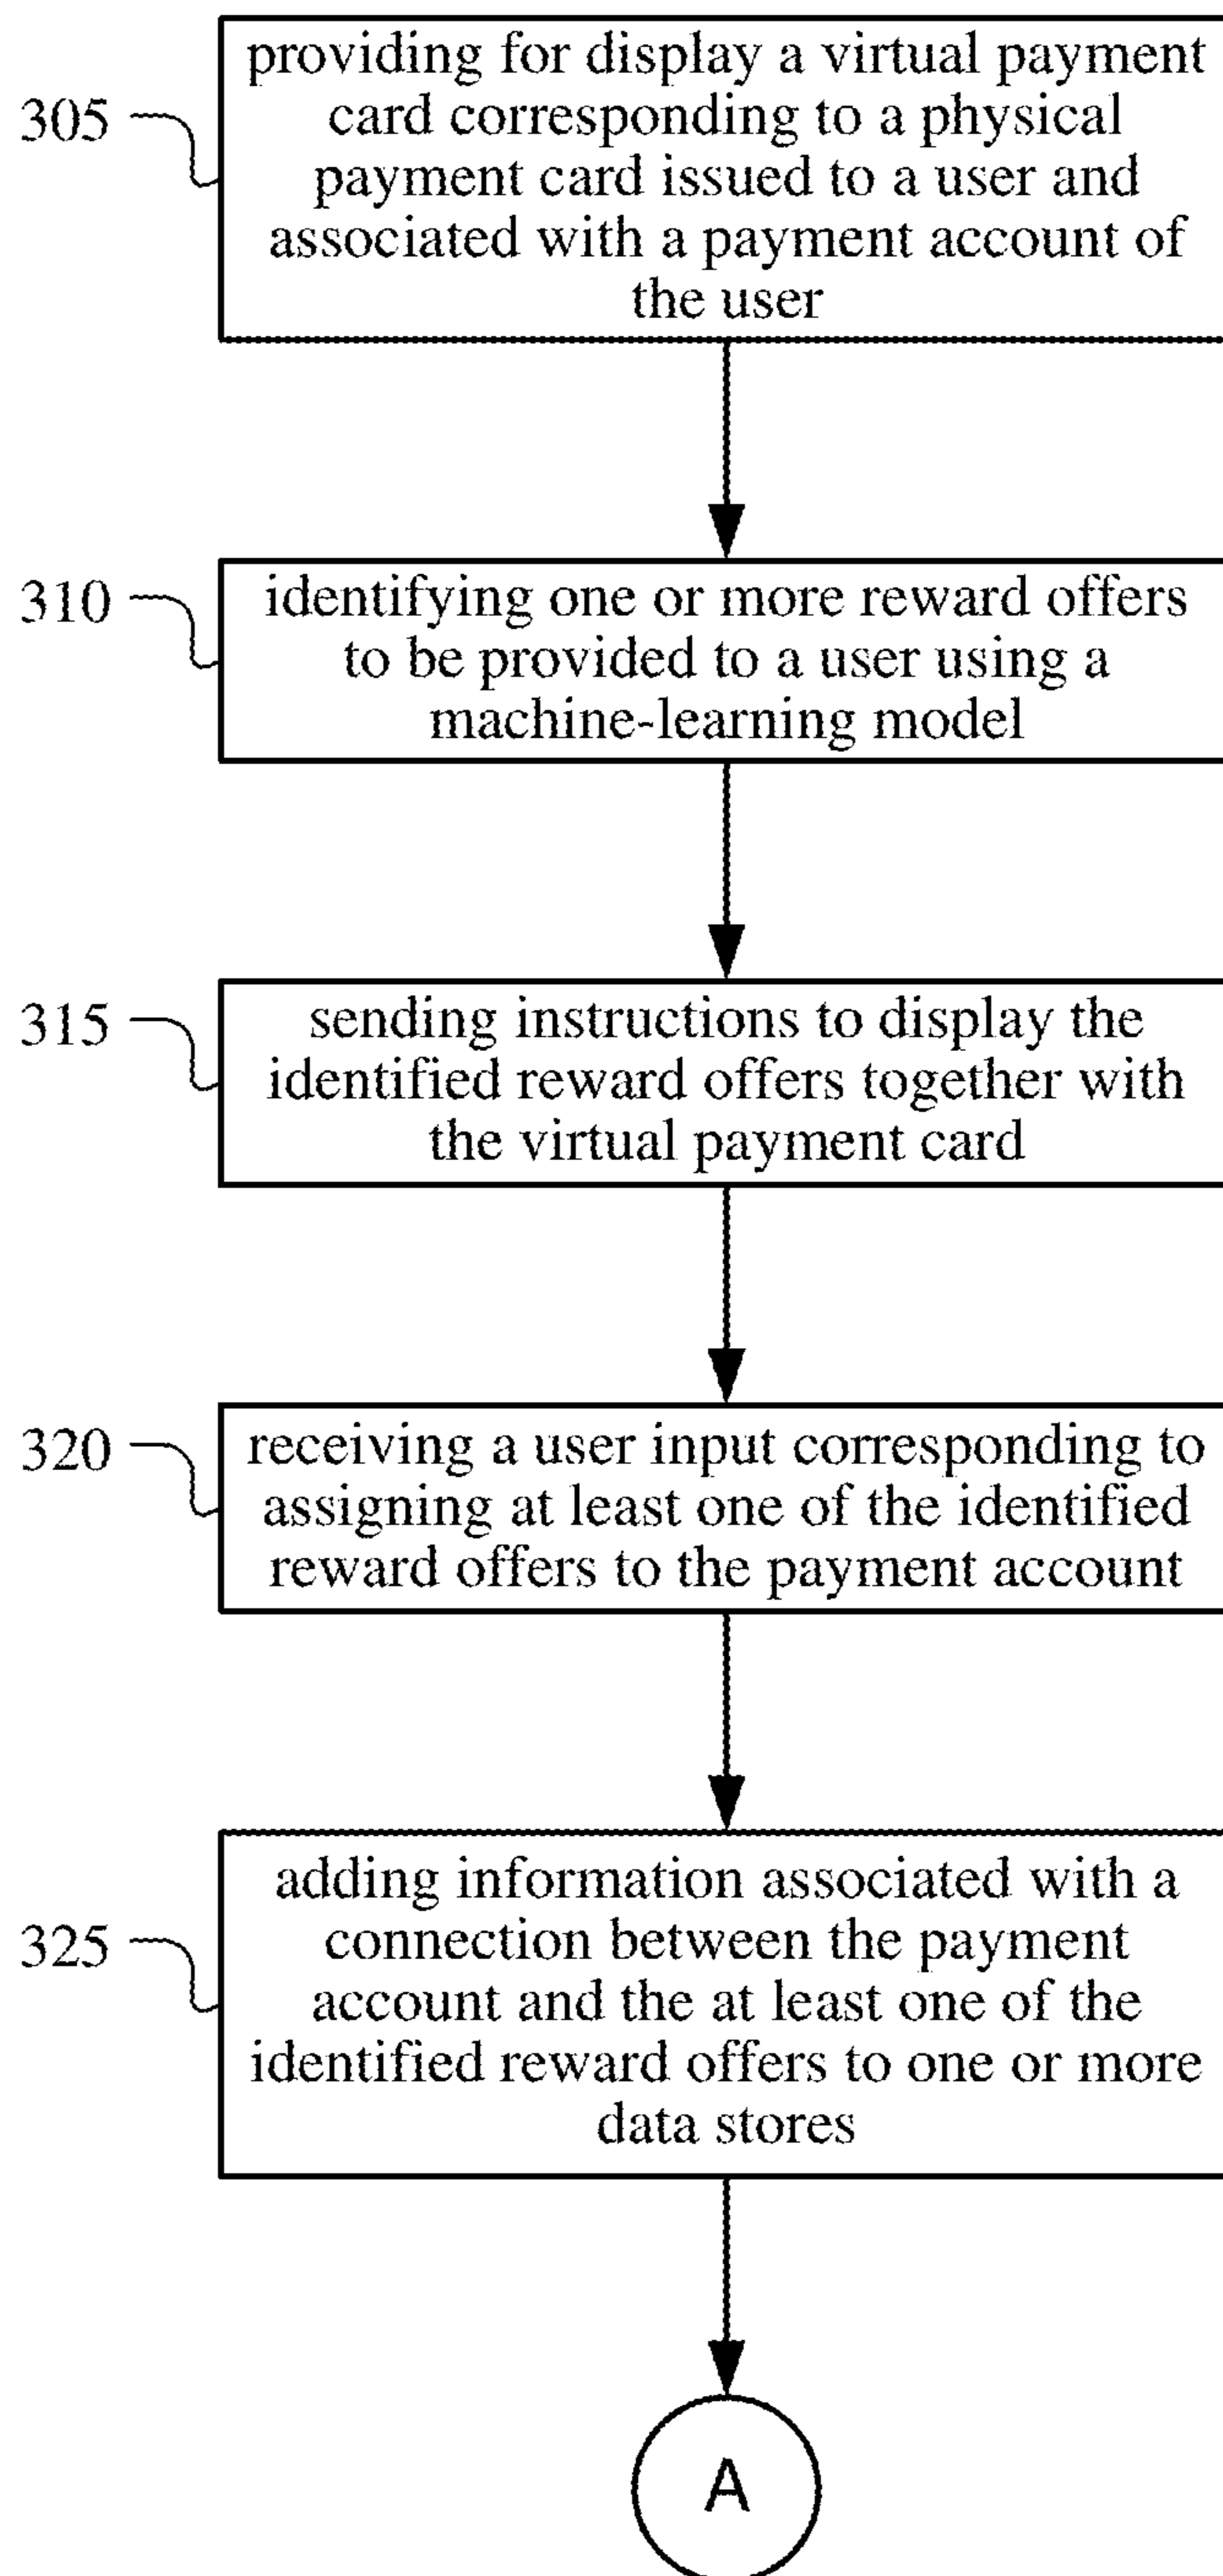 providing for display a virtual payment
305
card corresponding to a physical
payment card issued to a user and
associated with a payment account of
the user
310
identifying one or more reward offers
to be provided to a user using a
machine-learning model
315
sending instructions to display the
identified reward offers together with
the virtual payment card
320
receiving a user input corresponding to
assigning at least one of the identified
reward offers to the payment account
adding information associated with a
325
connection between the payment
account and the at least one of the
identified reward offers to one or more
data stores
A